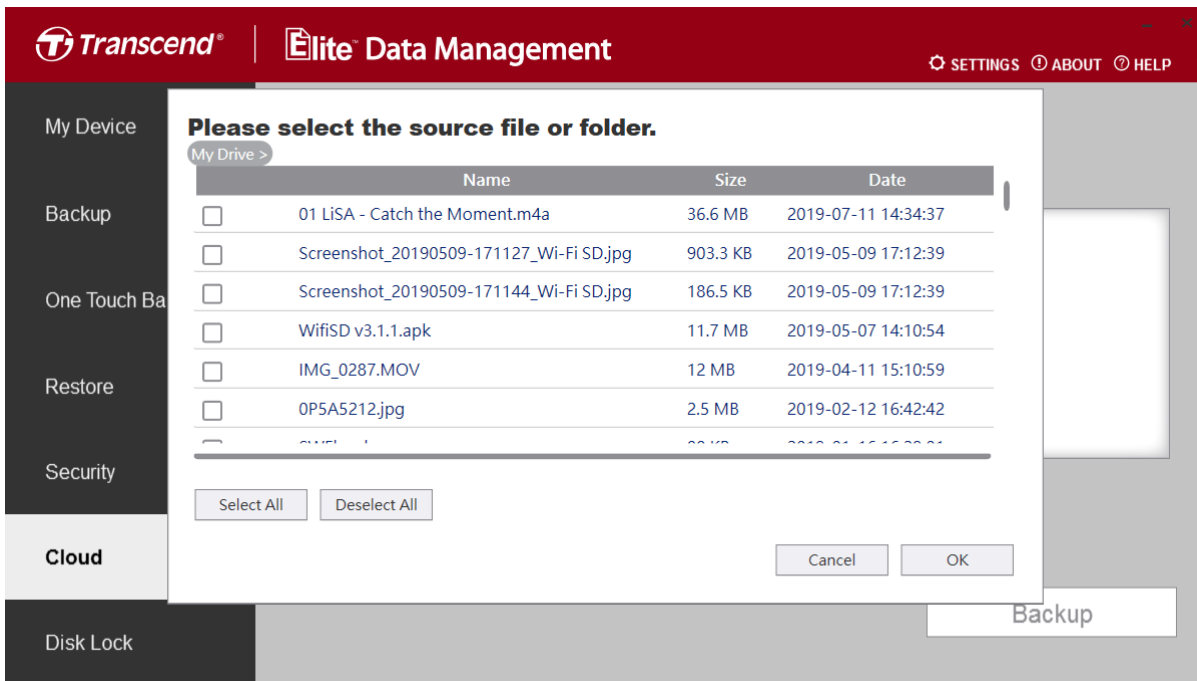 Transcend® Elite™ Data Management
SETTINGS ABOUT HELP
My Device
Backup
One Touch Ba
Restore
Security
Cloud
Disk Lock
Please select the source file or folder.
My Drive >
Name Size Date
01 LiSA - Catch the Moment.m4a 36.6 MB 2019-07-11 14:34:37
Screenshot_20190509-171127_Wi-Fi SD.jpg 903.3 KB 2019-05-09 17:12:39
Screenshot_20190509-171144_Wi-Fi SD.jpg 186.5 KB 2019-05-09 17:12:39
WifiSD v3.1.1.apk 11.7 MB 2019-05-07 14:10:54
IMG_0287.MOV 12 MB 2019-04-11 15:10:59
0P5A5212.jpg 2.5 MB 2019-02-12 16:42:42
Select All Deselect All
Cancel OK
Backup